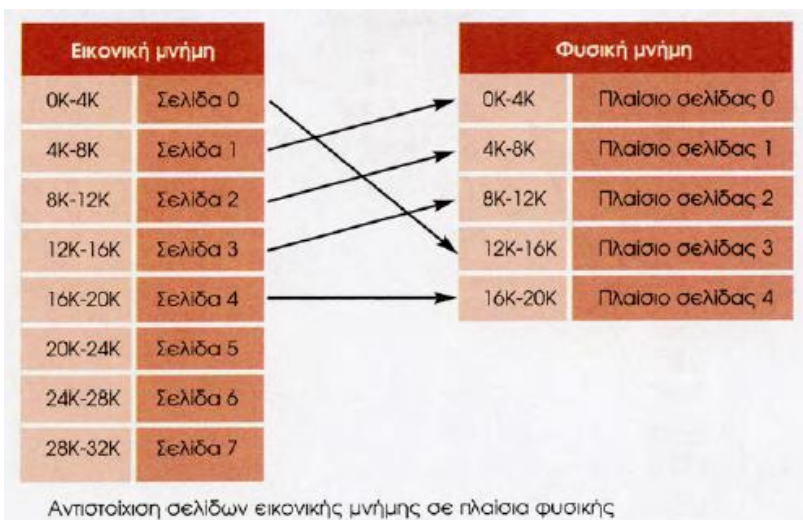 Εικονική μνήμη
0K-4K Σελίδα 0
4K-8K Σελίδα 1
8K-12K Σελίδα 2
12K-16K Σελίδα 3
16K-20K Σελίδα 4
20K-24K Σελίδα 5
24K-28K Σελίδα 6
28K-32K Σελίδα 7
Φυσική μνήμη
0K-4K Πλαίσιο σελίδας 0
4K-8K Πλαίσιο σελίδας 1
8K-12K Πλαίσιο σελίδας 2
12K-16K Πλαίσιο σελίδας 3
16K-20K Πλαίσιο σελίδας 4
Αντιστοίχιση σελίδων εικονικής μνήμης σε πλαίσια φυσικής